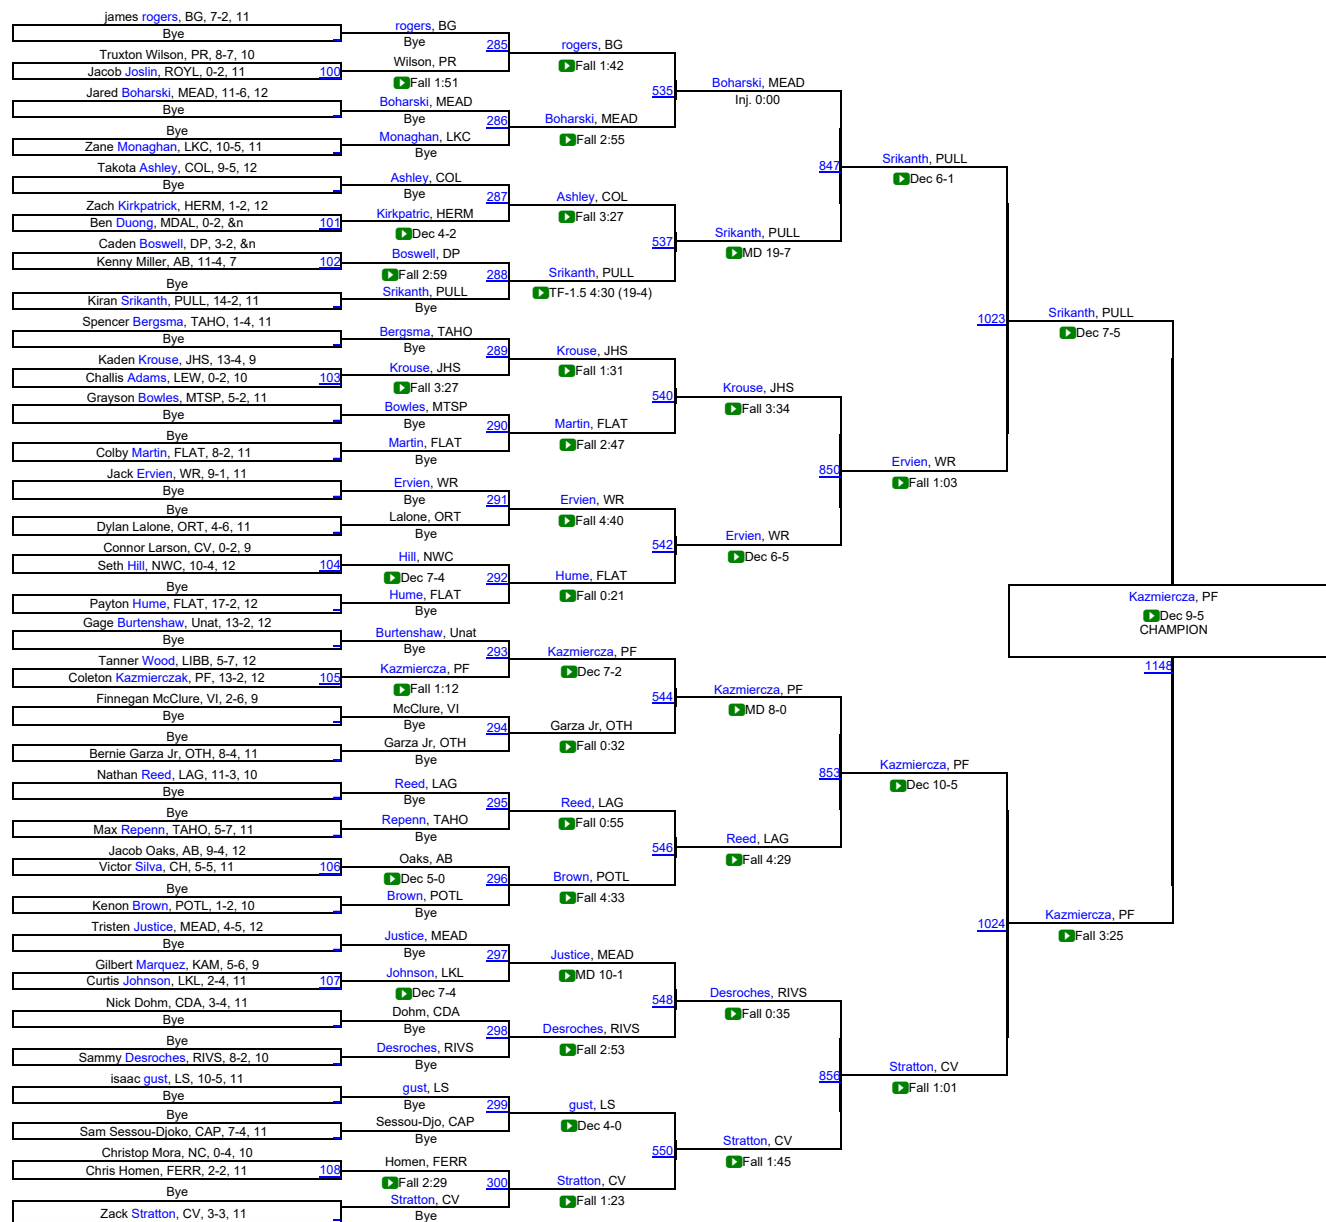 james rogers, BG, 7-2, 11
Bye
Truxton Wilson, PR, 8-7, 10
Jacob Joslin, ROYL, 0-2, 11
100
Jared Boharski, MEAD, 11-6, 12
Bye
Bye
Zane Monaghan, LKC, 10-5, 11
Takota Ashley, COL, 9-5, 12
Bye
Zach Kirkpatrick, HERM, 1-2, 12
Ben Duong, MDAL, 0-2, &n
101
Caden Boswell, DP, 3-2, &n
Kenny Miller, AB, 11-4, 7
102
Bye
Kiran Srikanth, PULL, 14-2, 11
Spencer Bergsma, TAHO, 1-4, 11
Bye
Kaden Krouse, JHS, 13-4, 9
Challis Adams, LEW, 0-2, 10
103
Grayson Bowles, MTSP, 5-2, 11
Bye
Bye
Colby Martin, FLAT, 8-2, 11
Jack Ervien, WR, 9-1, 11
Bye
Bye
Dylan Lalone, ORT, 4-6, 11
Connor Larson, CV, 0-2, 9
Seth Hill, NWC, 10-4, 12
104
Bye
Payton Hume, FLAT, 17-2, 12
Gage Burtenshaw, Unat, 13-2, 12
Bye
Tanner Wood, LIBB, 5-7, 12
Coleton Kazmierczak, PF, 13-2, 12
105
Finnegan McClure, VI, 2-6, 9
Bye
Bye
Bernie Garza Jr, OTH, 8-4, 11
Nathan Reed, LAG, 11-3, 10
Bye
Bye
Max Repenn, TAHO, 5-7, 11
Jacob Oaks, AB, 9-4, 12
Victor Silva, CH, 5-5, 11
106
Bye
Kenon Brown, POTL, 1-2, 10
Tristen Justice, MEAD, 4-5, 12
Bye
Gilbert Marquez, KAM, 5-6, 9
Curtis Johnson, LKL, 2-4, 11
107
Nick Dohm, CDA, 3-4, 11
Bye
Bye
Sammy Desroches, RIVS, 8-2, 10
isaac gust, LS, 10-5, 11
Bye
Bye
Sam Sessou-Djoko, CAP, 7-4, 11
Christop Mora, NC, 0-4, 10
Chris Homen, FERR, 2-2, 11
108
Bye
Zack Stratton, CV, 3-3, 11
rogers, BG
Bye
285
Wilson, PR
Fall 1:51
Boharski, MEAD
Bye
286
Monaghan, LKC
Bye
Ashley, COL
Bye
287
Kirkpatric, HERM
Dec 4-2
Boswell, DP
Fall 2:59
288
Srikanth, PULL
Bye
Bergsma, TAHO
Bye
289
Krouse, JHS
Fall 3:27
Bowles, MTSP
Bye
290
Martin, FLAT
Bye
Ervien, WR
Bye
291
Lalone, ORT
Bye
Hill, NWC
Dec 7-4
292
Hume, FLAT
Bye
Burtenshaw, Unat
Bye
293
Kazmiercza, PF
Fall 1:12
McClure, VI
Bye
294
Garza Jr, OTH
Bye
Reed, LAG
Bye
295
Repenn, TAHO
Bye
Oaks, AB
Dec 5-0
296
Brown, POTL
Bye
Justice, MEAD
Bye
297
Johnson, LKL
Dec 7-4
Dohm, CDA
Bye
298
Desroches, RIVS
Bye
gust, LS
Bye
299
Sessou-Djo, CAP
Bye
Homen, FERR
Fall 2:29
300
Stratton, CV
Bye
rogers, BG
Fall 1:42
535
Boharski, MEAD
Fall 2:55
Ashley, COL
Fall 3:27
537
Srikanth, PULL
TF-1.5 4:30 (19-4)
Krouse, JHS
Fall 1:31
540
Martin, FLAT
Fall 2:47
Ervien, WR
Fall 4:40
542
Hume, FLAT
Fall 0:21
Kazmiercza, PF
Dec 7-2
544
Garza Jr, OTH
Fall 0:32
Reed, LAG
Fall 0:55
546
Brown, POTL
Fall 4:33
Justice, MEAD
MD 10-1
548
Desroches, RIVS
Fall 2:53
gust, LS
Dec 4-0
550
Stratton, CV
Fall 1:23
Boharski, MEAD
Inj. 0:00
847
Srikanth, PULL
MD 19-7
Krouse, JHS
Fall 3:34
850
Ervien, WR
Dec 6-5
Kazmiercza, PF
MD 8-0
853
Reed, LAG
Fall 4:29
Desroches, RIVS
Fall 0:35
856
Stratton, CV
Fall 1:45
Srikanth, PULL
Dec 6-1
1023
Ervien, WR
Fall 1:03
Kazmiercza, PF
Dec 10-5
1024
Stratton, CV
Fall 1:01
Srikanth, PULL
Dec 7-5
Kazmiercza, PF
Fall 3:25
Kazmiercza, PF
Dec 9-5
CHAMPION
1148